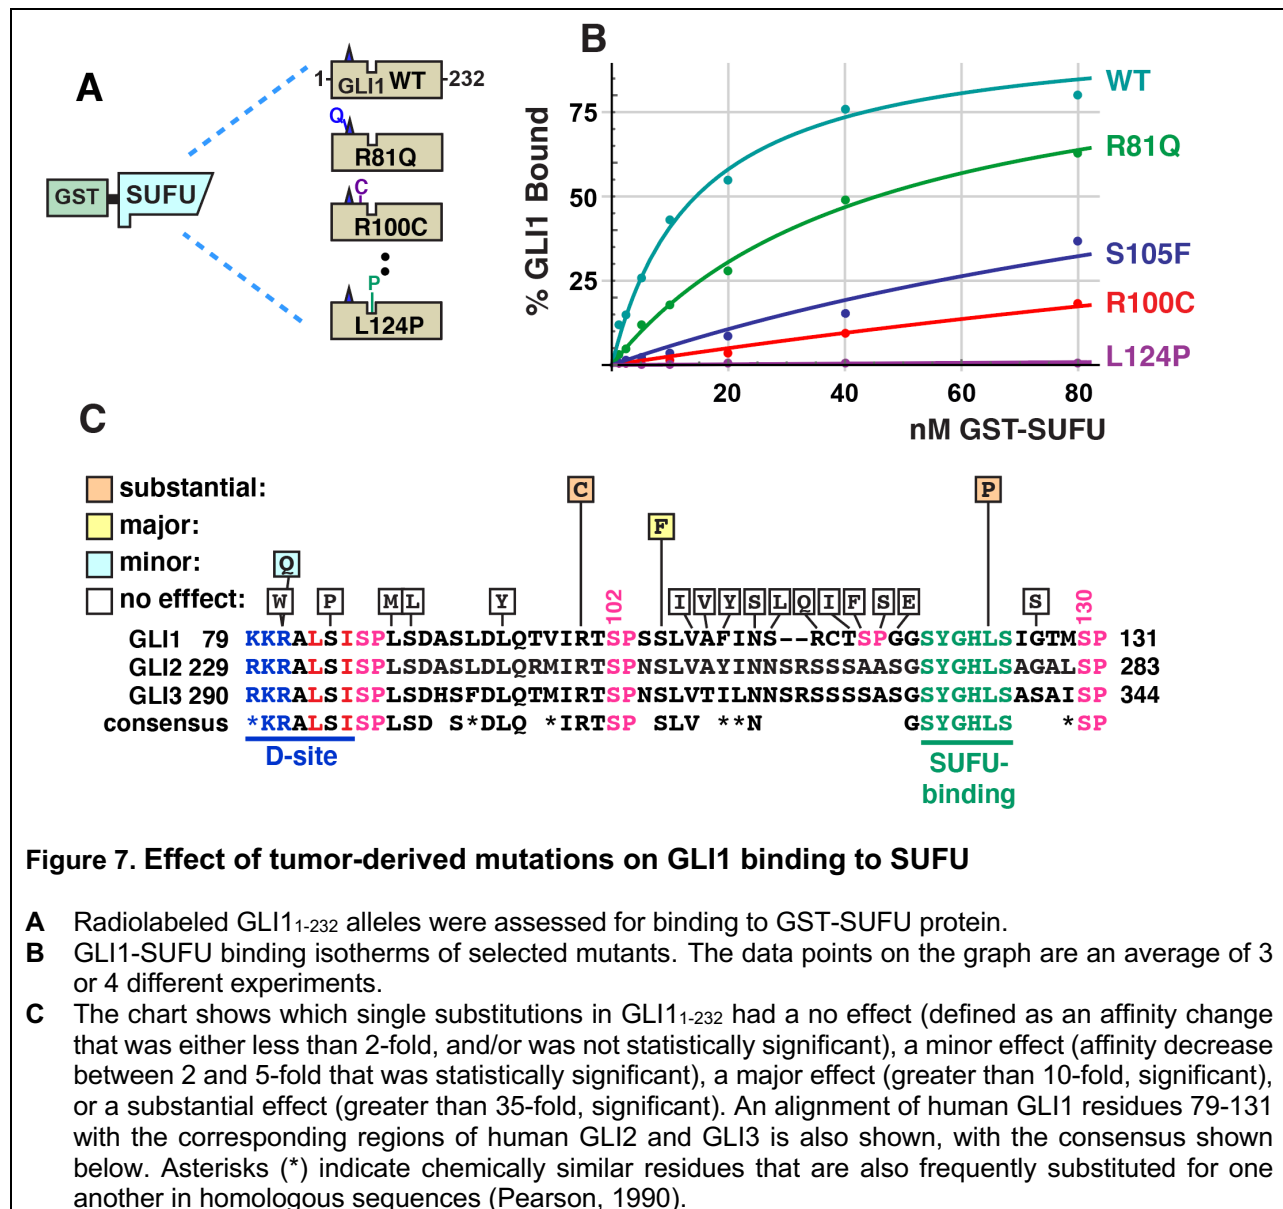 A
1- GLI1 WT -232
Q
R81Q
C
R100C
P
L124P
GST SUFU
B
% GLI1 Bound
75
50
25
20 40 60 80
nM GST-SUFU
WT
R81Q
S105F
R100C
L124P
C
substantial: C P
major: F
minor: Q
no efffect: W P M L Y 102 I V Y S L Q I F S E S 130
GLI1 79 KKRALSISPLSDASLDLQTVIRTSPSSLVAFINS--RCTSPGGSYGHLSIGTMSP 131
GLI2 229 RKRALSISPLSDASLDLQRMIRTSPNSLVAYINNSRSSSAASGSYGHLSAGALSP 283
GLI3 290 RKRALSISPLSDHSFDLQTMIRTSPNSLVTILNNSRSSSSASGSYGHLSASAISP 344
consensus *KRALSISPLSD S*DLQ *IRTSP SLV **N GSYGHLS *SP
D-site
SUFU-
binding
Figure 7. Effect of tumor-derived mutations on GLI1 binding to SUFU
A Radiolabeled GLI11-232 alleles were assessed for binding to GST-SUFU protein.
B GLI1-SUFU binding isotherms of selected mutants. The data points on the graph are an average of 3
or 4 different experiments.
C The chart shows which single substitutions in GLI11-232 had a no effect (defined as an affinity change
that was either less than 2-fold, and/or was not statistically significant), a minor effect (affinity decrease
between 2 and 5-fold that was statistically significant), a major effect (greater than 10-fold, significant),
or a substantial effect (greater than 35-fold, significant). An alignment of human GLI1 residues 79-131
with the corresponding regions of human GLI2 and GLI3 is also shown, with the consensus shown
below. Asterisks (*) indicate chemically similar residues that are also frequently substituted for one
another in homologous sequences (Pearson, 1990).